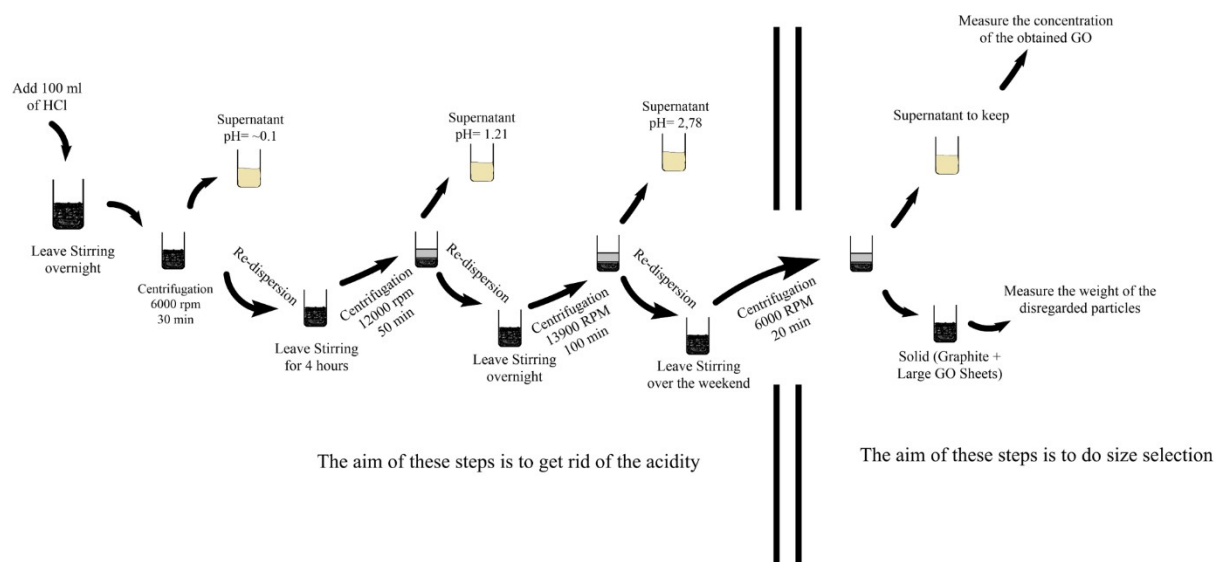 Add 100 ml
of HCl
Leave Stirring
overnight
Centrifugation
6000 rpm
30 min
Supernatant
pH= ~0.1
Re-dispersion
Leave Stirring
for 4 hours
Centrifugation
12000 rpm
50 min
Supernatant
pH= 1.21
Re-dispersion
Leave Stirring
overnight
Centrifugation
13900 RPM
100 min
Supernatant
pH= 2,78
Re-dispersion
Leave Stirring
over the weekend
Centrifugation
6000 RPM
20 min
Supernatant to keep
Measure the concentration
of the obtained GO
Solid (Graphite +
Large GO Sheets)
Measure the weight of the
disregarded particles
The aim of these steps is to get rid of the acidity
The aim of these steps is to do size selection